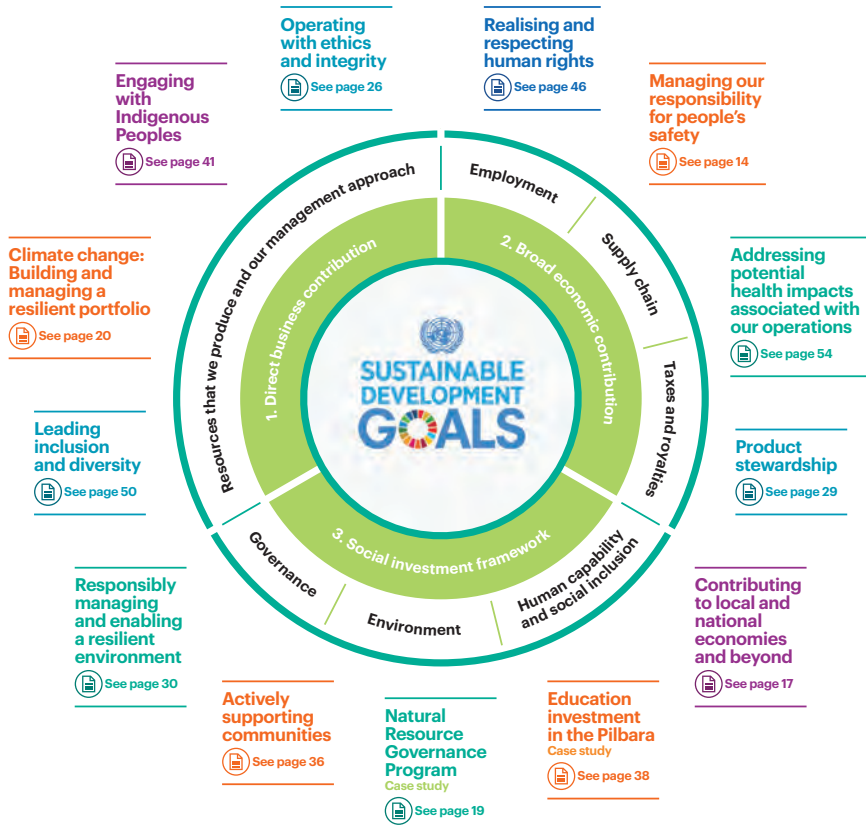 Operating
with ethics
and integrity
See page 26
Realising and
respecting
human rights
See page 46
Engaging
with
Indigenous
Peoples
See page 41
Managing our
responsibility
for people's
safety
See page 14
Climate change:
Building and
managing a
resilient portfolio
See page 20
Addressing
potential
health impacts
associated with
our operations
See page 54
Leading
inclusion
and diversity
See page 50
Product
stewardship
See page 29
Responsibly
managing
and enabling
a resilient
environment
See page 30
Contributing
to local and
national
economies
and beyond
See page 17
Actively
supporting
communities
See page 36
Natural
Resource
Governance
Program
Case study
See page 19
Education
investment
in the Pilbara
Case study
See page 38
Resources that we produce and our management approach
Employment
Supply chain
Taxes and royalties
Human capability
and social inclusion
Environment
Governance
1. Direct business contribution
2. Broad economic contribution
3. Social investment framework
SUSTAINABLE
DEVELOPMENT
GOALS